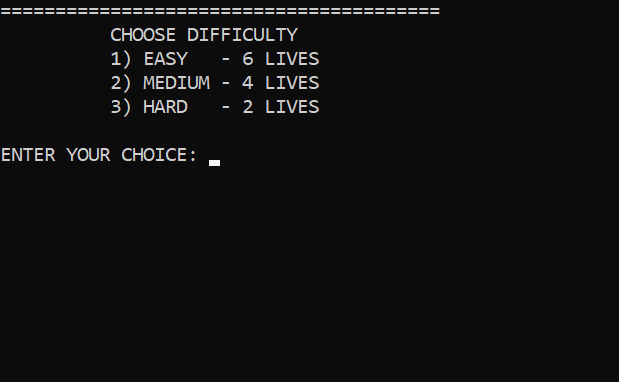 ========================================
CHOOSE DIFFICULTY
1) EASY   - 6 LIVES
2) MEDIUM - 4 LIVES
3) HARD   - 2 LIVES
ENTER YOUR CHOICE: